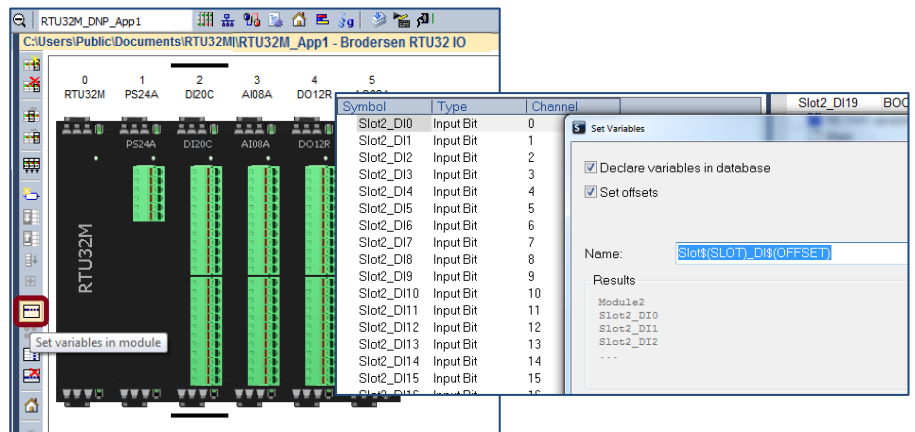 RTU32M_DNP_App1
C:\Users\Public\Documents\RTU32M\RTU32M_App1 - Brodersen RTU32 IO
0 1 2 3 4 5
RTU32M PS24A DI20C AI08A DO12R
PS24A DI20C AI08A DO12R
RTU32M
Set variables in module
Symbol Type Channel
Slot2_DI0 Input Bit 0
Slot2_DI1 Input Bit 1
Slot2_DI2 Input Bit 2
Slot2_DI3 Input Bit 3
Slot2_DI4 Input Bit 4
Slot2_DI5 Input Bit 5
Slot2_DI6 Input Bit 6
Slot2_DI7 Input Bit 7
Slot2_DI8 Input Bit 8
Slot2_DI9 Input Bit 9
Slot2_DI10 Input Bit 10
Slot2_DI11 Input Bit 11
Slot2_DI12 Input Bit 12
Slot2_DI13 Input Bit 13
Slot2_DI14 Input Bit 14
Slot2_DI15 Input Bit 15
Slot2_DI16 Input Bit 16
Slot2_DI19 BOO
Set Variables
Declare variables in database
Set offsets
Name: Slot$(SLOT)_DI$(OFFSET)
Results
Module2
Slot2_DI0
Slot2_DI1
Slot2_DI2
...